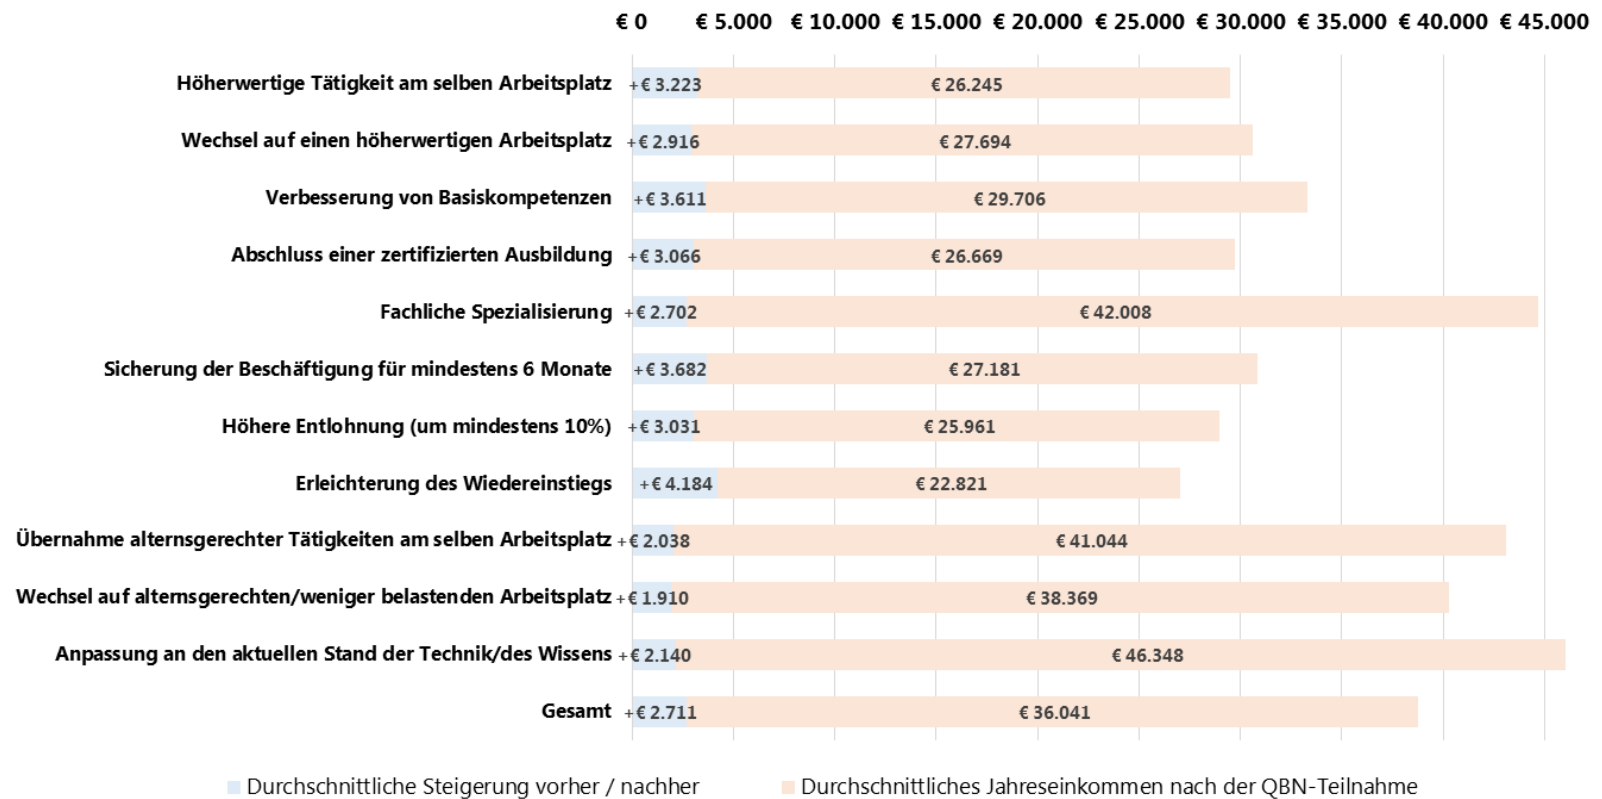 € 0 € 5.000 € 10.000 € 15.000 € 20.000 € 25.000 € 30.000 € 35.000 € 40.000 € 45.000
Höherwertige Tätigkeit am selben Arbeitsplatz +€ 3.223 € 26.245
Wechsel auf einen höherwertigen Arbeitsplatz +€ 2.916 € 27.694
Verbesserung von Basiskompetenzen +€ 3.611 € 29.706
Abschluss einer zertifizierten Ausbildung +€ 3.066 € 26.669
Fachliche Spezialisierung +€ 2.702 € 42.008
Sicherung der Beschäftigung für mindestens 6 Monate +€ 3.682 € 27.181
Höhere Entlohnung (um mindestens 10%) +€ 3.031 € 25.961
Erleichterung des Wiedereinstiegs +€ 4.184 € 22.821
Übernahme alternsgerechter Tätigkeiten am selben Arbeitsplatz +€ 2.038 € 41.044
Wechsel auf alternsgerechten/weniger belastenden Arbeitsplatz +€ 1.910 € 38.369
Anpassung an den aktuellen Stand der Technik/des Wissens +€ 2.140 € 46.348
Gesamt +€ 2.711 € 36.041
Durchschnittliche Steigerung vorher / nachher Durchschnittliches Jahreseinkommen nach der QBN-Teilnahme